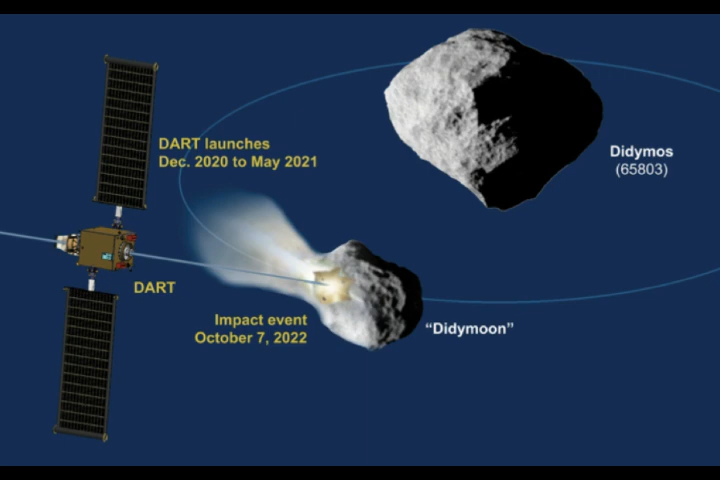 DART launches
Dec. 2020 to May 2021
Didymos
(65803)
DART
Impact event
October 7, 2022
“Didymoon”